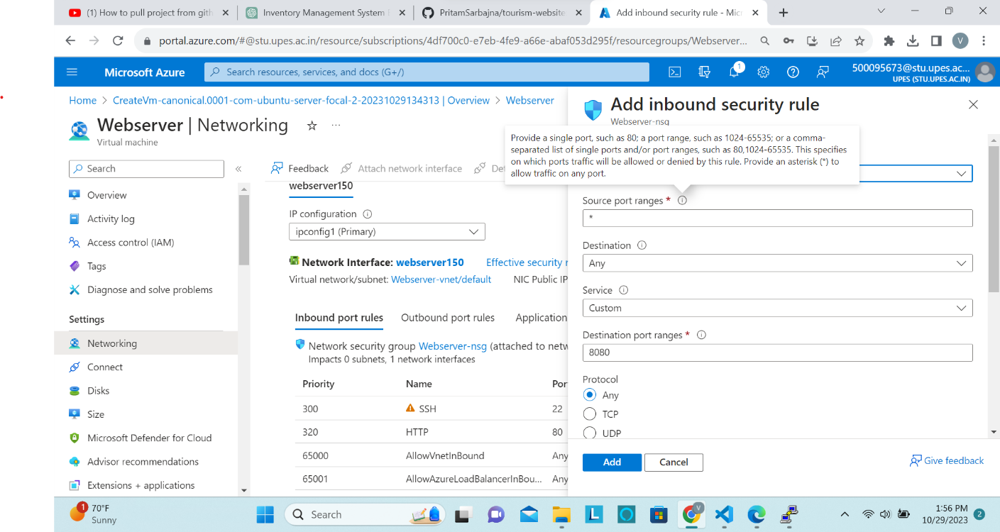 (1) How to pull project from gith
Inventory Management System
PritamSarbajna/tourism-website
Add inbound security rule - Micr
portal.azure.com/#@stu.upes.ac.in/resource/subscriptions/4df700c0-e7eb-4fe9-a66e-abaf053d295f/resourcegroups/Webserver...
V
Microsoft Azure
Search resources, services, and docs (G+/)
1
500095673@stu.upes.ac...
UPES (STU.UPES.AC.IN)
Home > CreateVm-canonical.0001-com-ubuntu-server-focal-2-20231029134313 | Overview > Webserver
Webserver | Networking
Virtual machine
Search
Overview
Activity log
Access control (IAM)
Tags
Diagnose and solve problems
Settings
Networking
Connect
Disks
Size
Microsoft Defender for Cloud
Advisor recommendations
Extensions + applications
Feedback
Attach network interface
Det
webserver150
IP configuration
ipconfig1 (Primary)
Network Interface: webserver150
Effective security r
Virtual network/subnet: Webserver-vnet/default
NIC Public IP
Inbound port rules
Outbound port rules
Application
Network security group Webserver-nsg (attached to netw
Impacts 0 subnets, 1 network interfaces
Priority Name Por
300 SSH 22
320 HTTP 80
65000 AllowVnetInBound Any
65001 AllowAzureLoadBalancerInBou... Any
Add inbound security rule
Webserver-nsg
Provide a single port, such as 80; a port range, such as 1024-65535; or a comma-
separated list of single ports and/or port ranges, such as 80,1024-65535. This specifies
on which ports traffic will be allowed or denied by this rule. Provide an asterisk (*) to
allow traffic on any port.
Source port ranges *
*
Destination
Any
Service
Custom
Destination port ranges *
8080
Protocol
Any
TCP
UDP
Add
Cancel
Give feedback
1
70°F
Sunny
Search
V
1:56 PM
10/29/2023
2